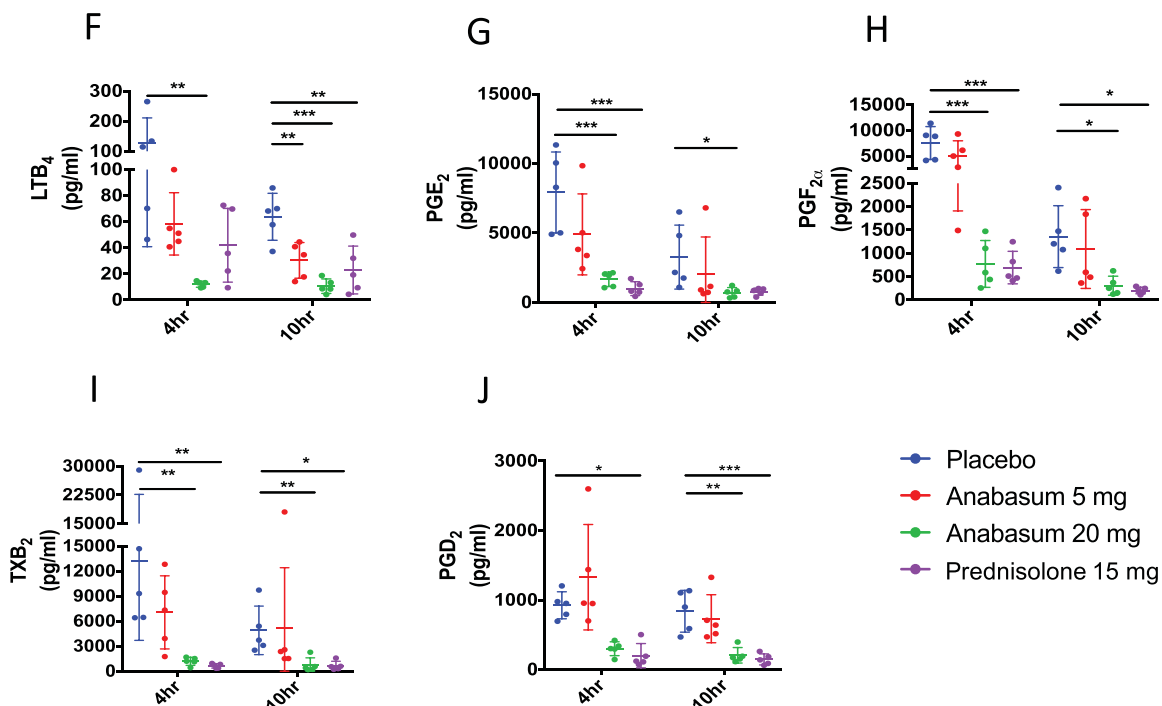 F
G
H
LTB4
(pg/ml)
300
200
100
100
80
60
40
20
0
**
**
***
**
4hr
10hr
PGE2
(pg/ml)
15000
10000
5000
0
***
***
*
4hr
10hr
PGF2α
(pg/ml)
15000
10000
5000
2500
2000
1500
1000
500
0
***
***
*
*
4hr
10hr
I
J
TXB2
(pg/ml)
30000
22500
15000
15000
12000
9000
6000
3000
0
**
**
*
**
4hr
10hr
PGD2
(pg/ml)
3000
2000
1000
0
*
***
**
4hr
10hr
Placebo
Anabasum 5 mg
Anabasum 20 mg
Prednisolone 15 mg